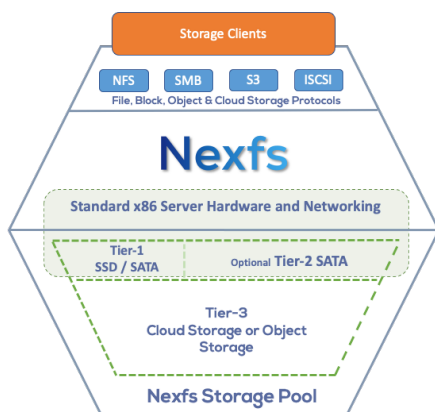 Storage Clients
NFS SMB S3 ISCSI
File, Block, Object & Cloud Storage Protocols
Nexfs
Standard x86 Server Hardware and Networking
Tier-1
SSD / SATA
Optional Tier-2 SATA
Tier-3
Cloud Storage or Object
Storage
Nexfs Storage Pool